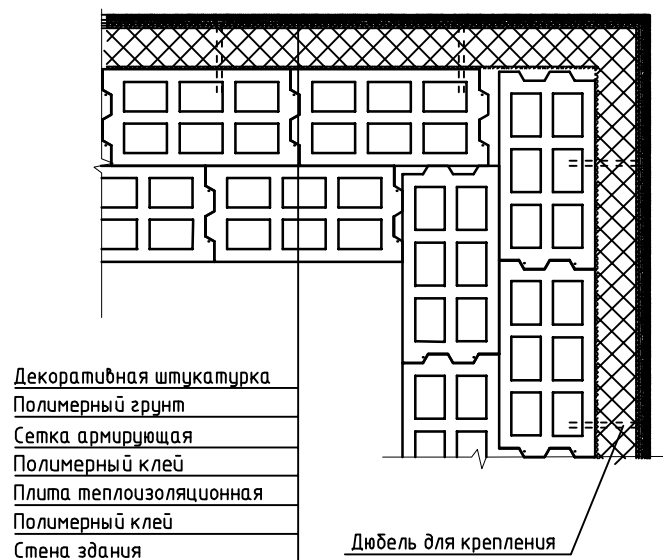 Декоративная штукатурка
Полимерный грунт
Сетка армирующая
Полимерный клей
Плита теплоизоляционная
Полимерный клей
Стена здания
Дюбель для крепления